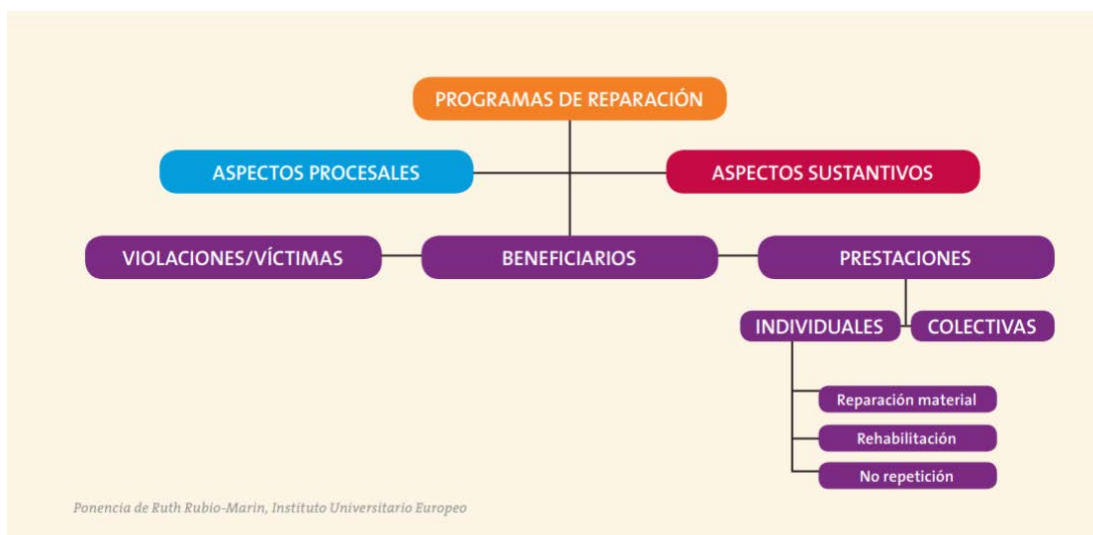 PROGRAMAS DE REPARACIÓN
ASPECTOS PROCESALES
ASPECTOS SUSTANTIVOS
VIOLACIONES/VÍCTIMAS
BENEFICIARIOS
PRESTACIONES
INDIVIDUALES
COLECTIVAS
Reparación material
Rehabilitación
No repetición
Ponencia de Ruth Rubio-Marin, Instituto Universitario Europeo